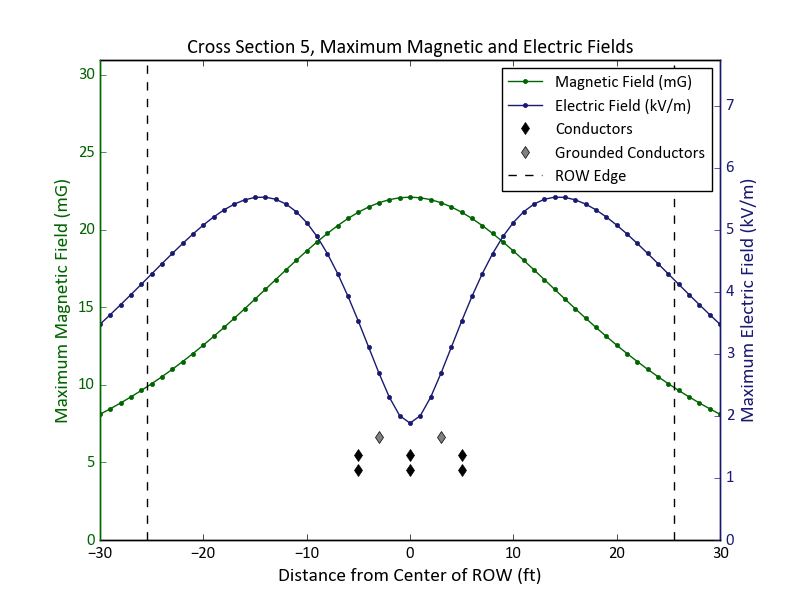 Cross Section 5, Maximum Magnetic and Electric Fields
Magnetic Field (mG)
Electric Field (kV/m)
Conductors
Grounded Conductors
ROW Edge
Maximum Magnetic Field (mG)
30
25
20
15
10
5
0
7
6
5
4
3
2
1
0
Maximum Electric Field (kV/m)
−30 −20 −10 0 10 20 30
Distance from Center of ROW (ft)